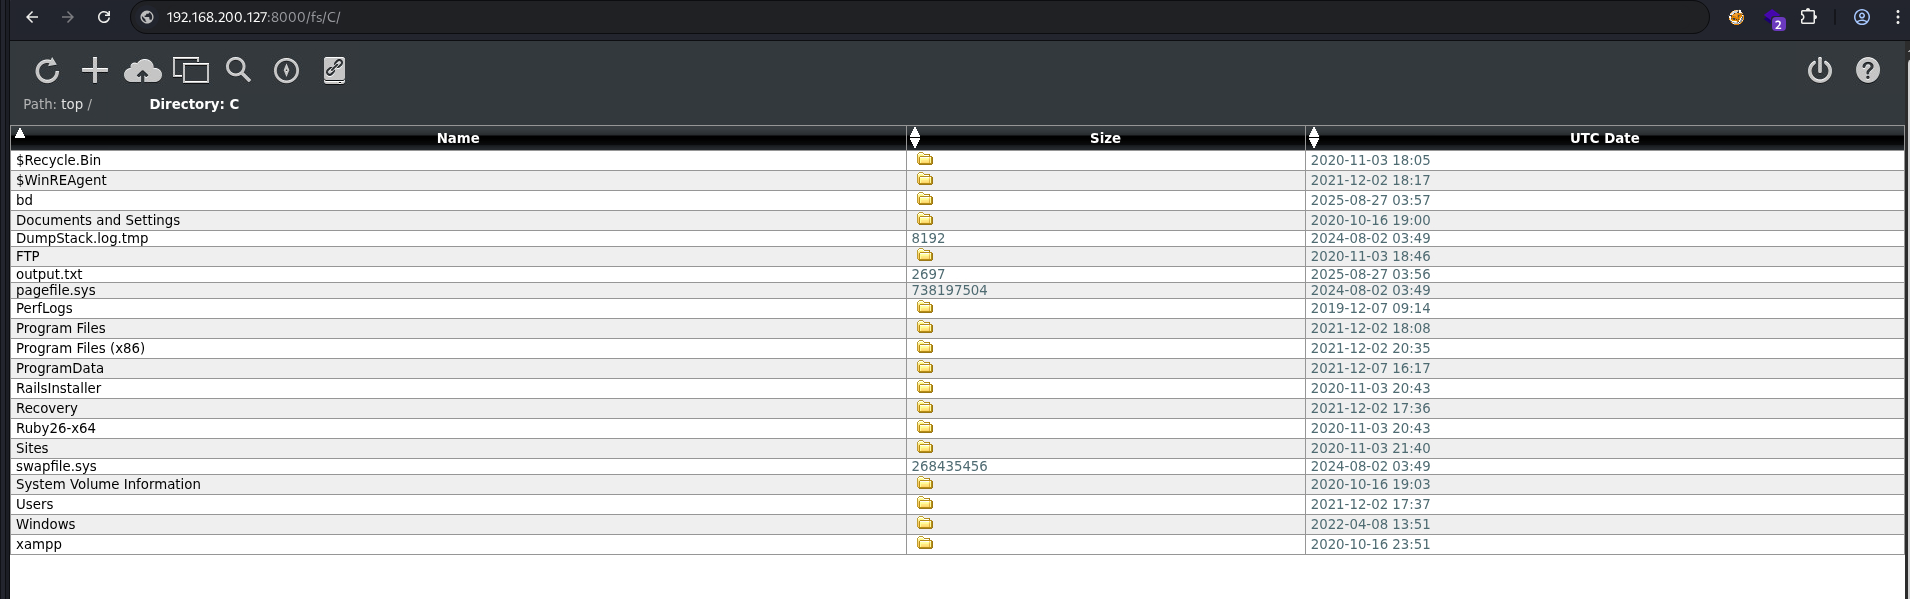 192.168.200.127:8000/fs/C/
2
Path: top / Directory: C
Name Size UTC Date
$Recycle.Bin 2020-11-03 18:05
$WinREAgent 2021-12-02 18:17
bd 2025-08-27 03:57
Documents and Settings 2020-10-16 19:00
DumpStack.log.tmp 8192 2024-08-02 03:49
FTP 2020-11-03 18:46
output.txt 2697 2025-08-27 03:56
pagefile.sys 738197504 2024-08-02 03:49
PerfLogs 2019-12-07 09:14
Program Files 2021-12-02 18:08
Program Files (x86) 2021-12-02 20:35
ProgramData 2021-12-07 16:17
RailsInstaller 2020-11-03 20:43
Recovery 2021-12-02 17:36
Ruby26-x64 2020-11-03 20:43
Sites 2020-11-03 21:40
swapfile.sys 268435456 2024-08-02 03:49
System Volume Information 2020-10-16 19:03
Users 2021-12-02 17:37
Windows 2022-04-08 13:51
xampp 2020-10-16 23:51